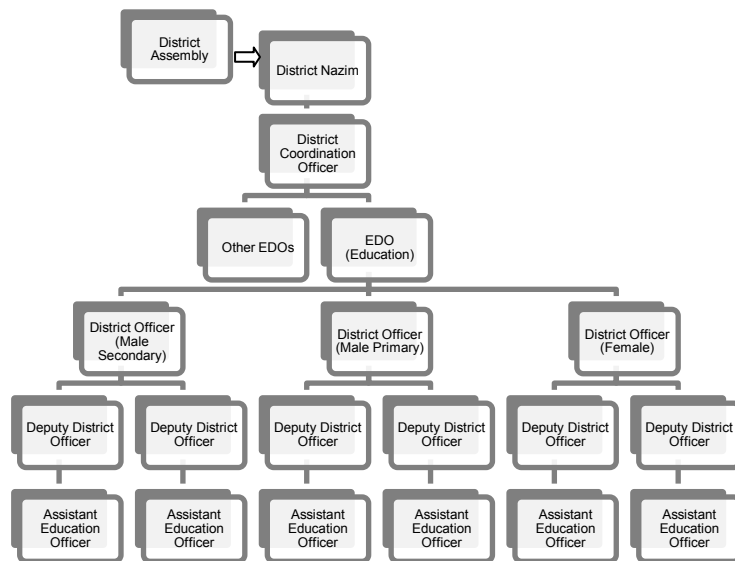 District
Assembly
District Nazim
District
Coordination
Officer
Other EDOs
EDO
(Education)
District Officer
(Male
Secondary)
District Officer
(Male Primary)
District Officer
(Female)
Deputy District
Officer
Deputy District
Officer
Deputy District
Officer
Deputy District
Officer
Deputy District
Officer
Deputy District
Officer
Assistant
Education
Officer
Assistant
Education
Officer
Assistant
Education
Officer
Assistant
Education
Officer
Assistant
Education
Officer
Assistant
Education
Officer